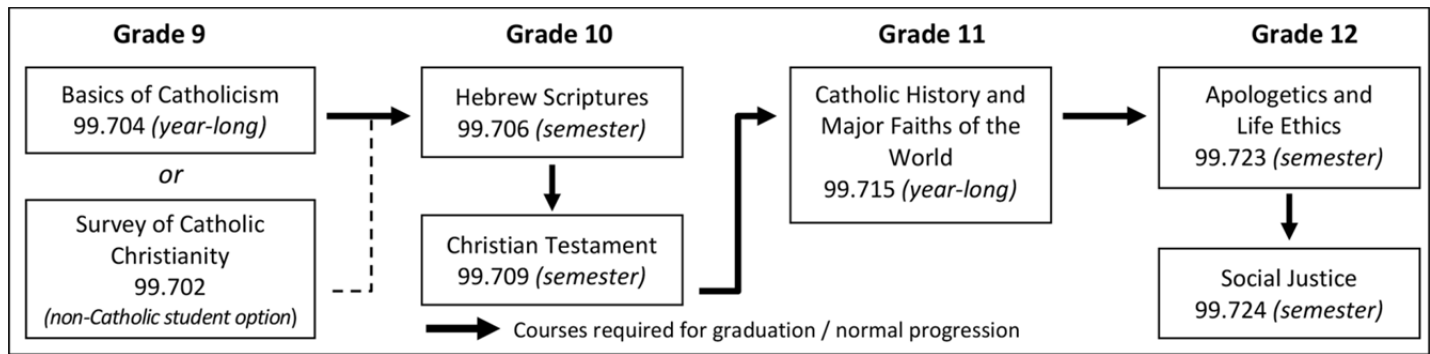 Grade 9
Basics of Catholicism
99.704 (year-long)
or
Survey of Catholic
Christianity
99.702
(non-Catholic student option)
Grade 10
Hebrew Scriptures
99.706 (semester)
Christian Testament
99.709 (semester)
Grade 11
Catholic History and
Major Faiths of the
World
99.715 (year-long)
Grade 12
Apologetics and
Life Ethics
99.723 (semester)
Social Justice
99.724 (semester)
Courses required for graduation / normal progression